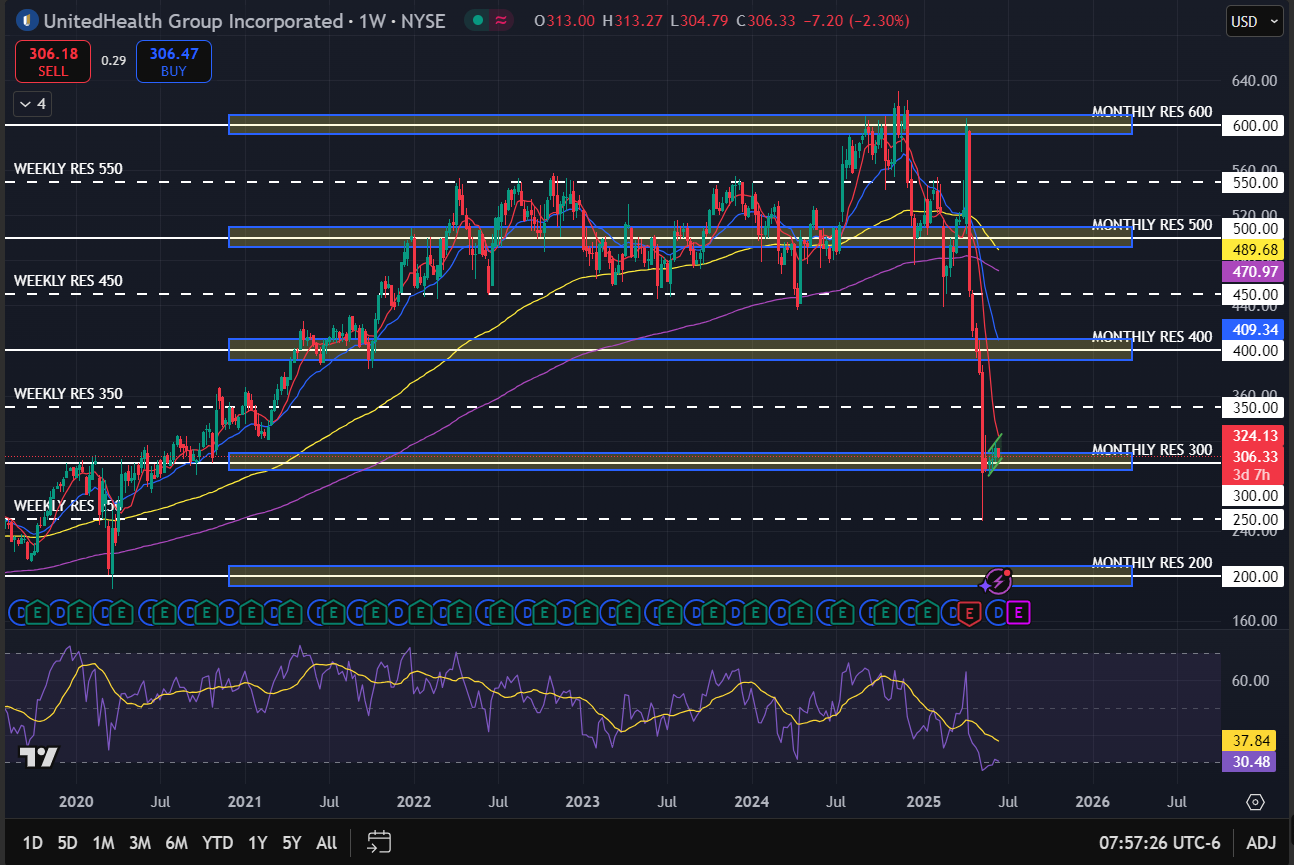 UnitedHealth Group Incorporated · 1W · NYSE O313.00 H313.27 L304.79 C306.33 −7.20 (−2.30%)
USD
306.18 SELL
0.29
306.47 BUY
4
640.00
MONTHLY RES 600
600.00
WEEKLY RES 550
560.00
550.00
520.00
MONTHLY RES 500
500.00
489.68
470.97
WEEKLY RES 450
450.00
440.00
409.34
MONTHLY RES 400
400.00
WEEKLY RES 350
360.00
350.00
324.13
MONTHLY RES 300
306.33
3d 7h
300.00
WEEKLY RES
250.00
240.00
MONTHLY RES 200
200.00
D E D E D E D E D E D E D E D E D E D E D E D E D E D E D E D E D E D E D E D E D E D E D E D E
160.00
60.00
37.84
30.48
2020 Jul 2021 Jul 2022 Jul 2023 Jul 2024 Jul 2025 Jul 2026 Jul
1D 5D 1M 3M 6M YTD 1Y 5Y All
07:57:26 UTC-6 ADJ